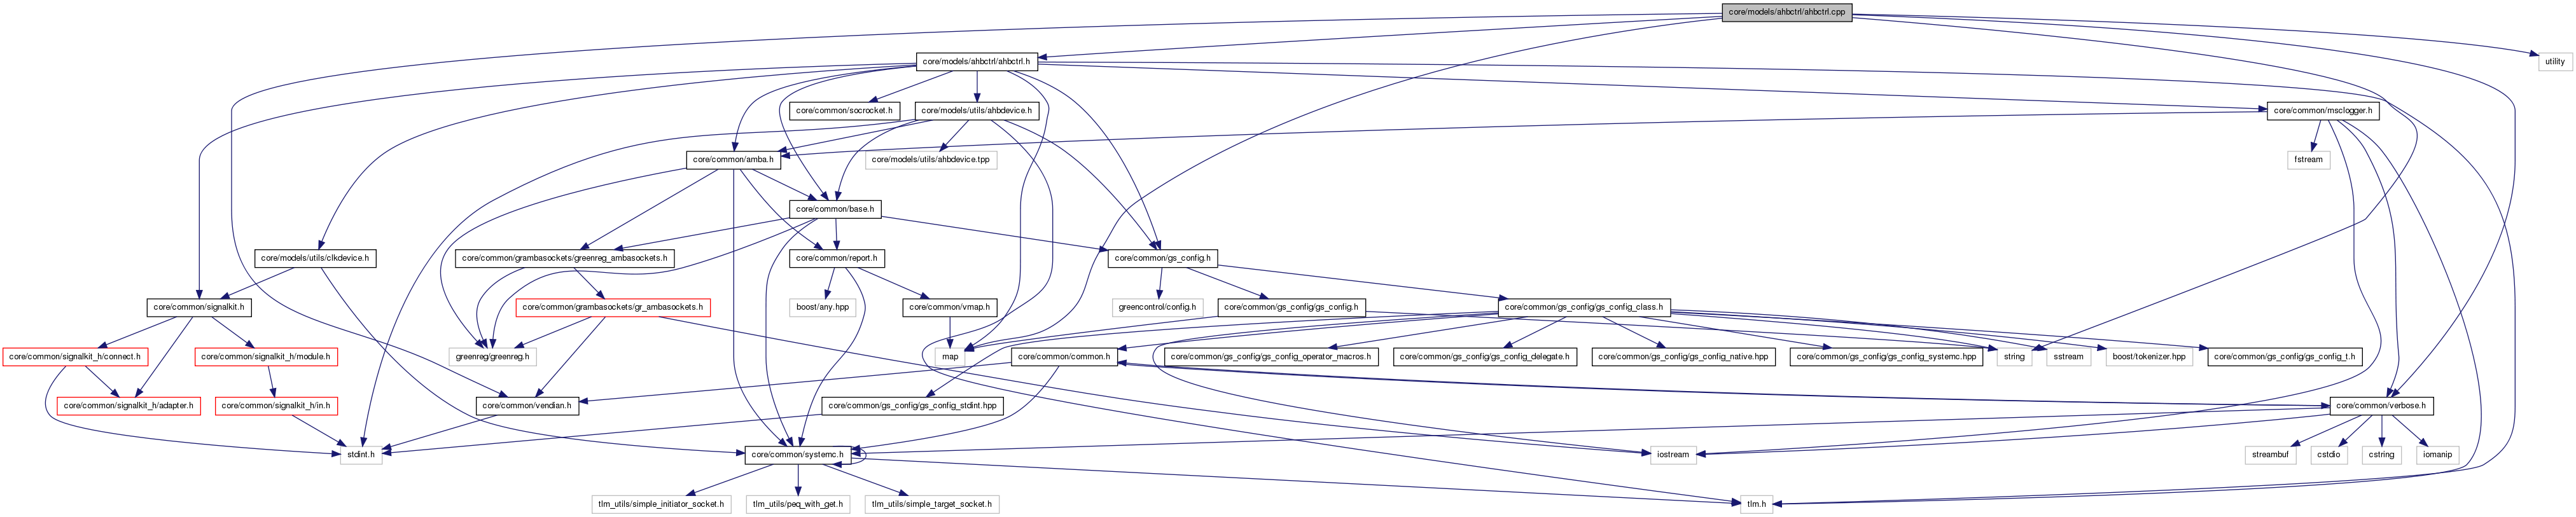 core/models/ahbctrl/ahbctrl.cpp
core/models/ahbctrl/ahbctrl.h
utility
core/common/socrocket.h
core/models/utils/ahbdevice.h
core/common/msclogger.h
core/common/amba.h
core/models/utils/ahbdevice.tpp
fstream
core/common/base.h
core/models/utils/clkdevice.h
core/common/grambasockets/greenreg_ambasockets.h
core/common/report.h
core/common/gs_config.h
core/common/signalkit.h
core/common/grambasockets/gr_ambasockets.h
boost/any.hpp
core/common/vmap.h
greencontrol/config.h
core/common/gs_config/gs_config.h
core/common/gs_config/gs_config_class.h
core/common/signalkit_h/connect.h
core/common/signalkit_h/module.h
greenreg/greenreg.h
map
core/common/common.h
core/common/gs_config/gs_config_operator_macros.h
core/common/gs_config/gs_config_delegate.h
core/common/gs_config/gs_config_native.hpp
core/common/gs_config/gs_config_systemc.hpp
string
sstream
boost/tokenizer.hpp
core/common/gs_config/gs_config_t.h
core/common/signalkit_h/adapter.h
core/common/signalkit_h/in.h
core/common/vendian.h
core/common/gs_config/gs_config_stdint.hpp
core/common/verbose.h
stdint.h
core/common/systemc.h
iostream
streambuf
cstdio
cstring
iomanip
tlm_utils/simple_initiator_socket.h
tlm_utils/peq_with_get.h
tlm_utils/simple_target_socket.h
tlm.h